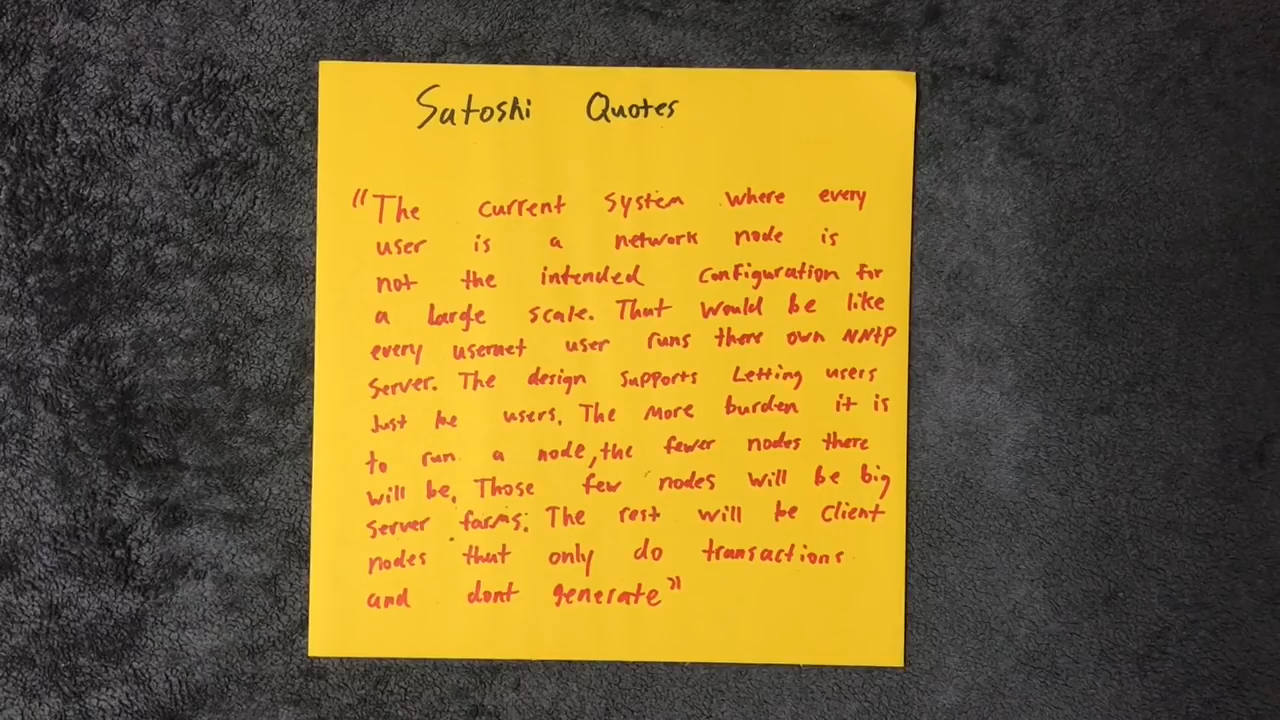 Satoshi Quotes
"The current system where every
user is a network node is
not the intended configuration for
a large scale. That would be like
every usernet user runs there own NNTP
server. The design supports Letting users
Just be users. The more burden it is
to run a node, the fewer nodes there
will be. Those few nodes will be big
server farms. The rest will be client
nodes that only do transactions
and dont generate"